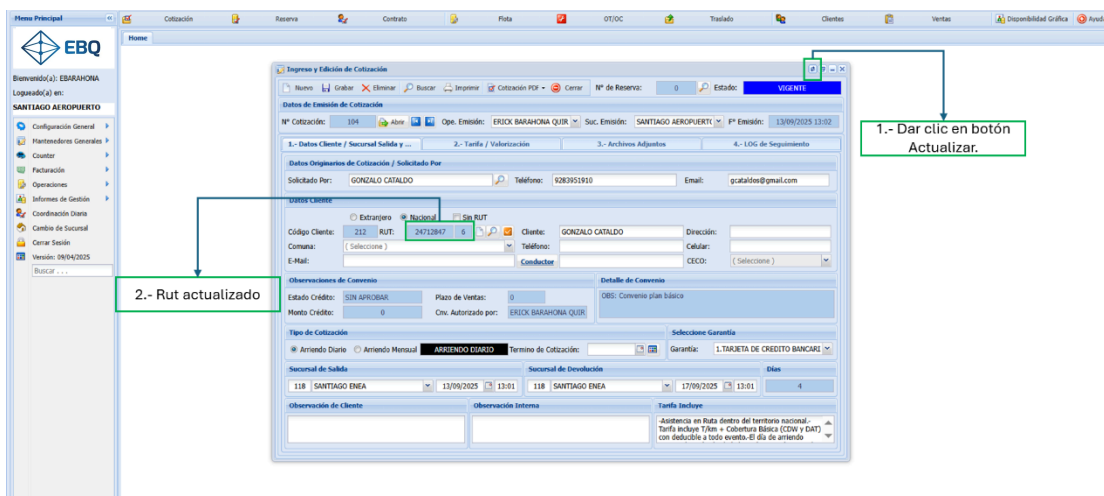 Menu Principal
Cotización Reserva Contrato Flota OT/OC Traslado Clientes Ventas Disponibilidad Gráfica Ayuda
Home
EBQ
Bienvenido(a): EBARAHONA
Logueado(a) en:
SANTIAGO AEROPUERTO
Configuración General
Mantenedores Generales
Counter
Facturación
Operaciones
Informes de Gestión
Coordinación Diaria
Cambio de Sucursal
Cerrar Sesión
Versión: 09/04/2025
Buscar . . .
Ingreso y Edición de Cotización
Nuevo Grabar Eliminar Buscar Imprimir Cotización PDF Cerrar Nº de Reserva: 0 Estado: VIGENTE
Datos de Emisión de Cotización
Nº Cotización: 104 Abrir Ope. Emisión: ERICK BARAHONA QUIR Suc. Emisión: SANTIAGO AEROPUERT( Fº Emisión: 13/09/2025 13:02
1.- Datos Cliente / Sucursal Salida y ... 2.- Tarifa / Valorización 3.- Archivos Adjuntos 4.- LOG de Seguimiento
Datos Originarios de Cotización / Solicitado Por
Solicitado Por: GONZALO CATALDO Teléfono: 9283951910 Email: gcataldos@gmail.com
Datos Cliente
Extranjero Nacional Sin RUT
Código Cliente: 212 RUT: 24712847 6 Cliente: GONZALO CATALDO Dirección:
Comuna: ( Seleccione ) Teléfono: Celular:
E-Mail: Conductor CECO: ( Seleccione )
Observaciones de Convenio Detalle de Convenio
Estado Crédito: SIN APROBAR Plazo de Ventas: 0 OBS: Convenio plan básico
Monto Crédito: 0 Cnv. Autorizado por: ERICK BARAHONA QUIR
Tipo de Cotización Seleccione Garantía
Arriendo Diario Arriendo Mensual ARRIENDO DIARIO Termino de Cotización: Garantía: 1.TARJETA DE CREDITO BANCARI
Sucursal de Salida Sucursal de Devolución Días
118 SANTIAGO ENEA 13/09/2025 13:01 118 SANTIAGO ENEA 17/09/2025 13:01 4
Observación de Cliente Observación Interna Tarifa Incluye
-Asistencia en Ruta dentro del territorio nacional.-
Tarifa incluye T/km + Cobertura Básica (CDW y DAT)
con deducible a todo evento.-El día de arriendo
1.- Dar clic en botón
Actualizar.
2.- Rut actualizado